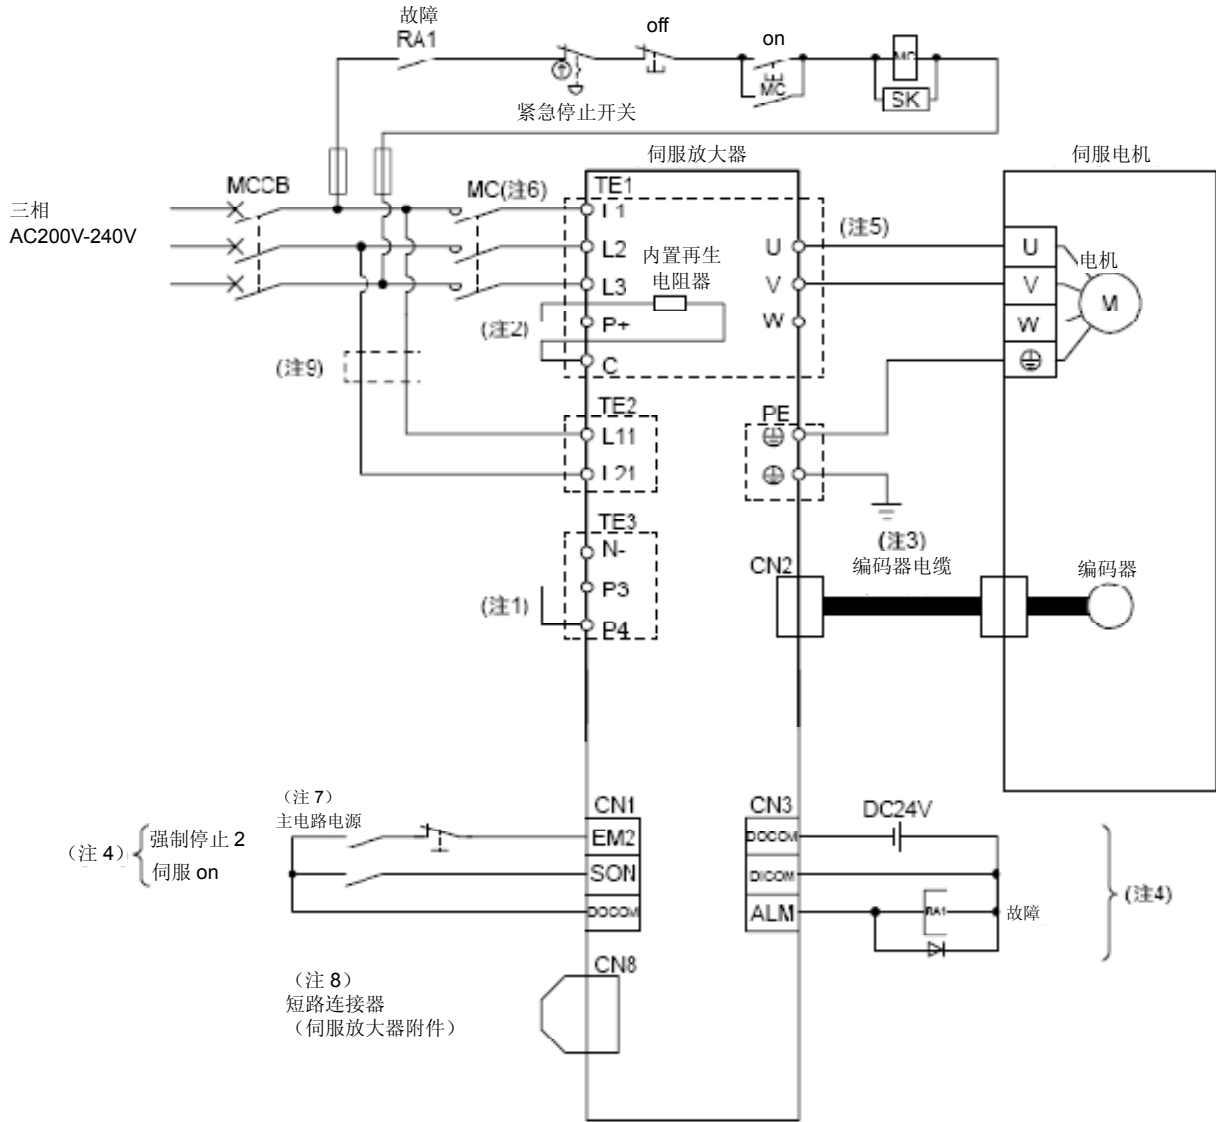 故障
RA1
off
on
MC
MC
SK
紧急停止开关
伺服放大器
伺服电机
MCCB
MC(注6)
TE1
三相
AC200V-240V
L1
L2
L3
P+
C
内置再生
电阻器
U
V
W
(注5)
U
V
W
电机
M
(注2)
(注9)
TE2
L11
L21
PE
TE3
N-
P3
P4
(注1)
(注3)
编码器电缆
CN2
编码器
(注 7)
主电路电源
(注 4)
强制停止 2
伺服 on
CN1
EM2
SON
DOCOM
CN3
DOCOM
DICOM
ALM
DC24V
RA1
故障
(注4)
CN8
(注 8)
短路连接器
(伺服放大器附件)